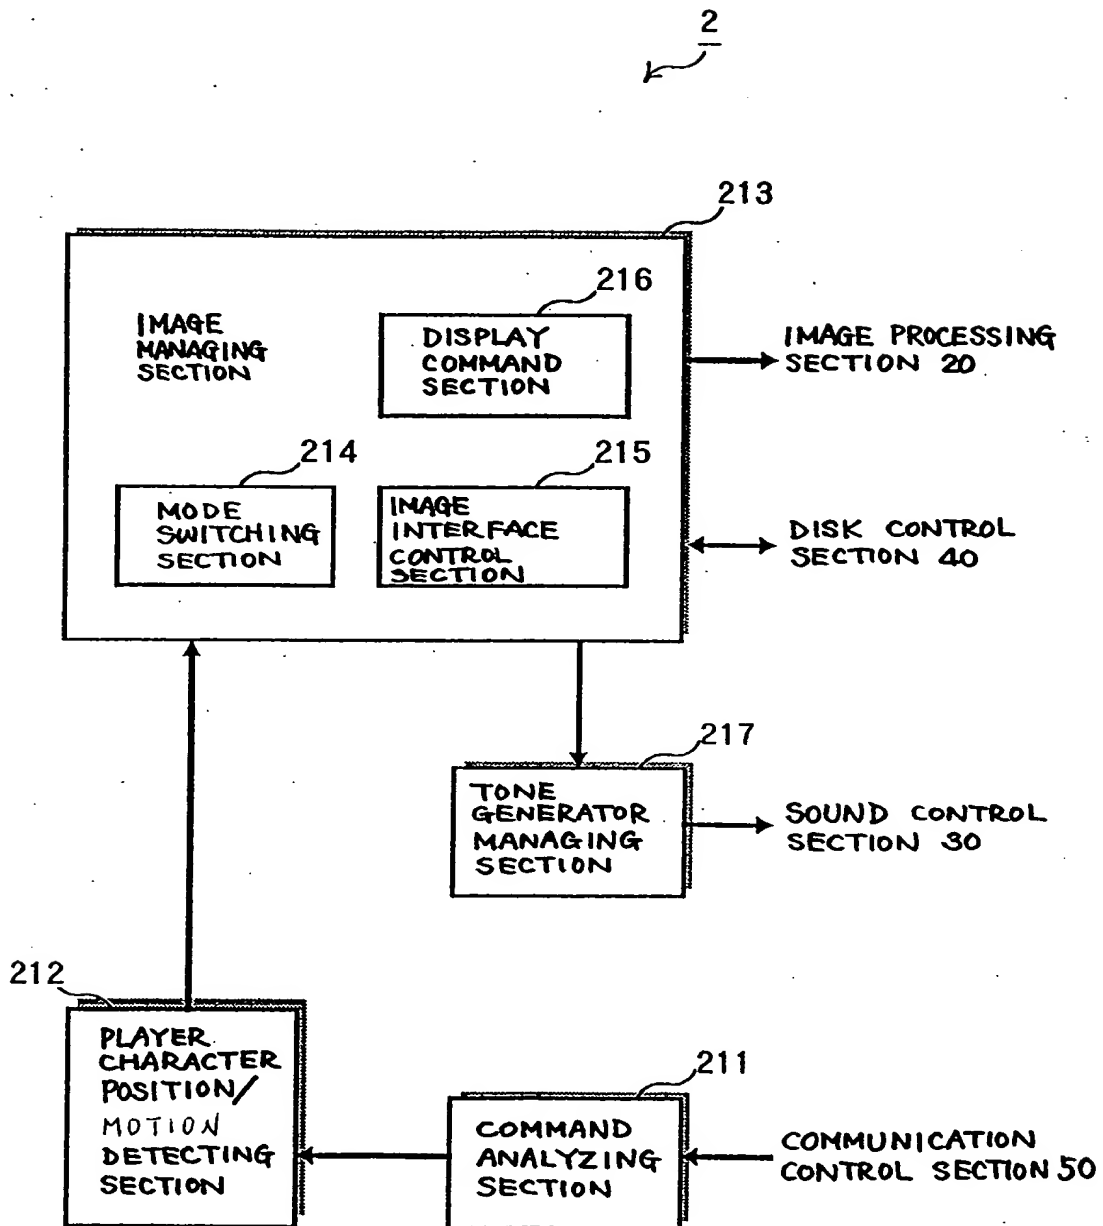 2
213
216
IMAGE
MANAGING
SECTION
DISPLAY
COMMAND
SECTION
IMAGE PROCESSING
SECTION 20
214
215
MODE
SWITCHING
SECTION
IMAGE
INTERFACE
CONTROL
SECTION
DISK CONTROL
SECTION 40
217
TONE
GENERATOR
MANAGING
SECTION
SOUND CONTROL
SECTION 30
212
PLAYER
CHARACTER
POSITION/
MOTION
DETECTING
SECTION
211
COMMAND
ANALYZING
SECTION
COMMUNICATION
CONTROL SECTION 50